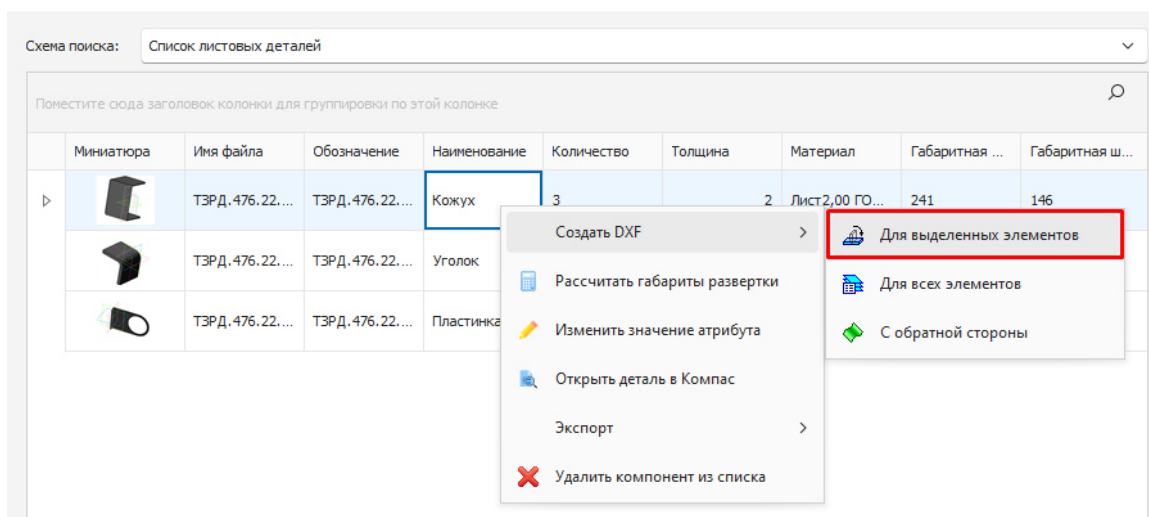 Схема поиска: Список листовых деталей
Поместите сюда заголовок колонки для группировки по этой колонке
Миниатюра Имя файла Обозначение Наименование Количество Толщина Материал Габаритная ... Габаритная ш...
ТЗРД.476.22.... ТЗРД.476.22.... Кожух 3 2 Лист2,00 ГО... 241 146
ТЗРД.476.22.... ТЗРД.476.22.... Уголок
ТЗРД.476.22.... ТЗРД.476.22.... Пластинка
Создать DXF
Рассчитать габариты развертки
Изменить значение атрибута
Открыть деталь в Компас
Экспорт
Удалить компонент из списка
Для выделенных элементов
Для всех элементов
С обратной стороны